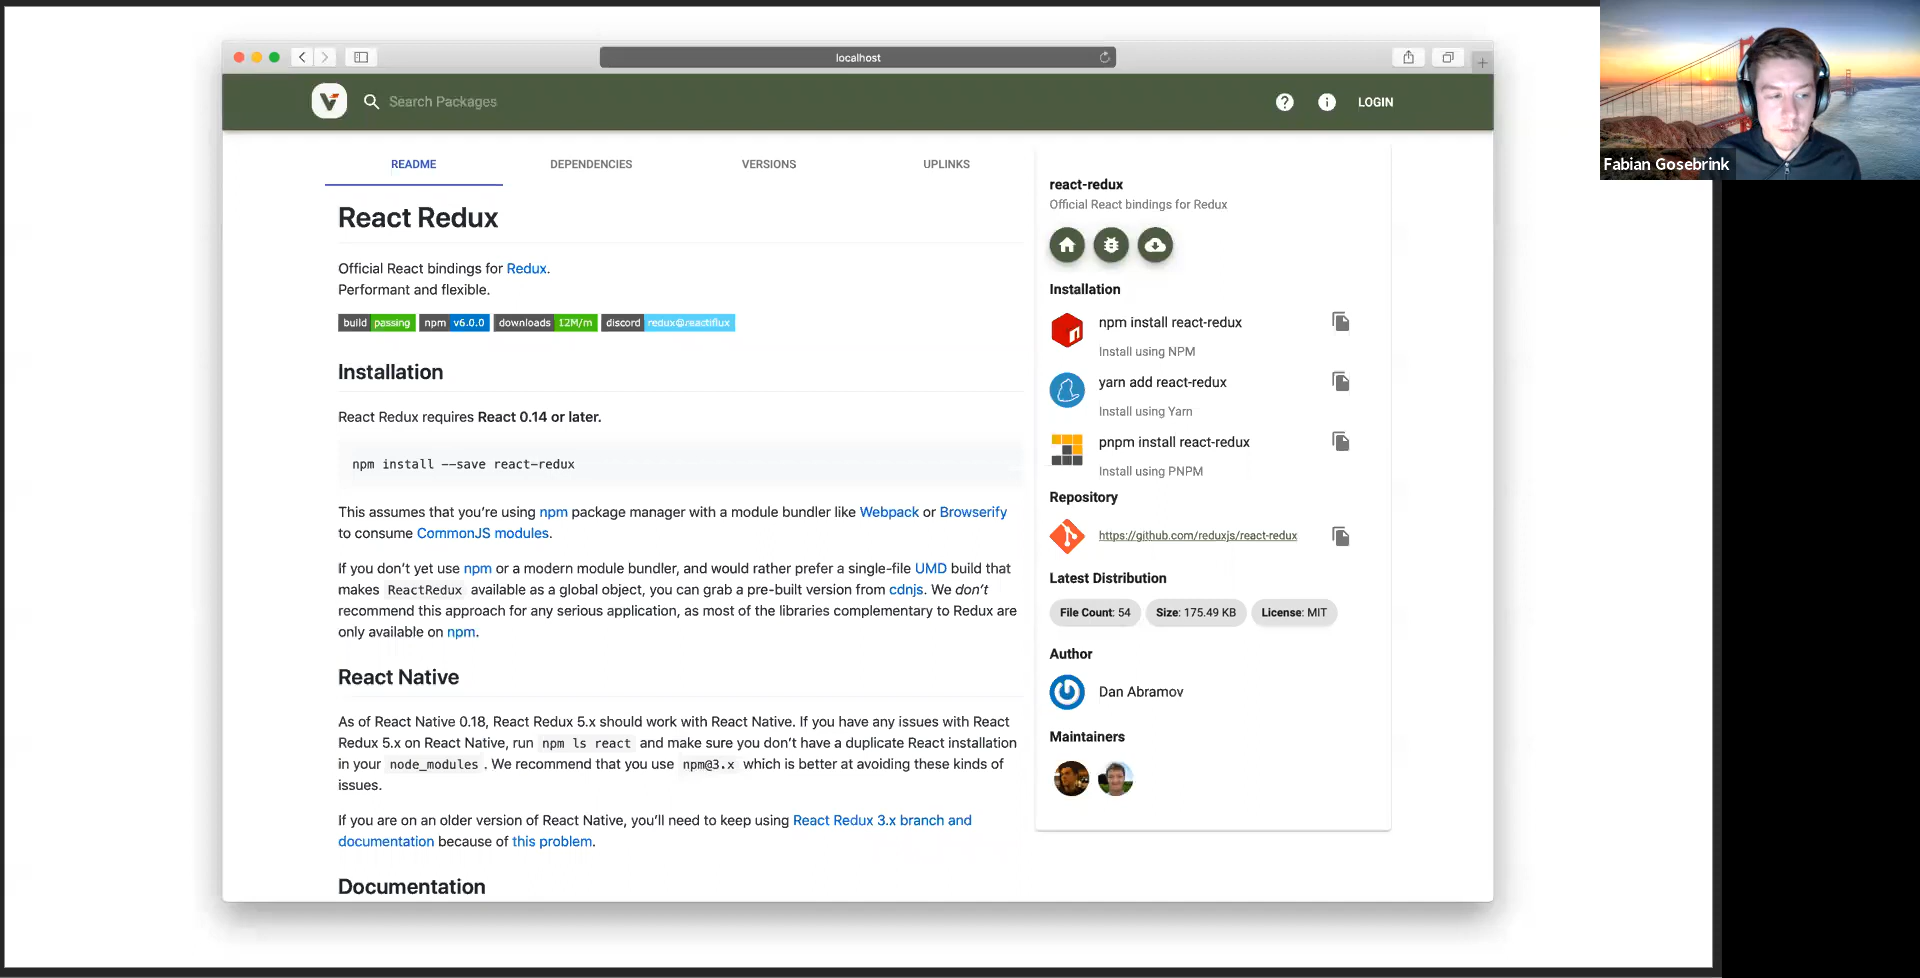 localhost
Search Packages
LOGIN
Fabian Gosebrink
README
DEPENDENCIES
VERSIONS
UPLINKS
React Redux
Official React bindings for Redux.
Performant and flexible.
build passing npm v6.0.0 downloads 12M/m discord redux@reactiflux
Installation
React Redux requires React 0.14 or later.
npm install --save react-redux
This assumes that you’re using npm package manager with a module bundler like Webpack or Browserify
to consume CommonJS modules.
If you don’t yet use npm or a modern module bundler, and would rather prefer a single-file UMD build that
makes ReactRedux available as a global object, you can grab a pre-built version from cdnjs. We don’t
recommend this approach for any serious application, as most of the libraries complementary to Redux are
only available on npm.
React Native
As of React Native 0.18, React Redux 5.x should work with React Native. If you have any issues with React
Redux 5.x on React Native, run npm ls react and make sure you don’t have a duplicate React installation
in your node_modules. We recommend that you use npm@3.x which is better at avoiding these kinds of
issues.
If you are on an older version of React Native, you’ll need to keep using React Redux 3.x branch and
documentation because of this problem.
Documentation
react-redux
Official React bindings for Redux
Installation
npm install react-redux
Install using NPM
yarn add react-redux
Install using Yarn
pnpm install react-redux
Install using PNPM
Repository
https://github.com/reduxjs/react-redux
Latest Distribution
File Count: 54 Size: 175.49 KB License: MIT
Author
Dan Abramov
Maintainers